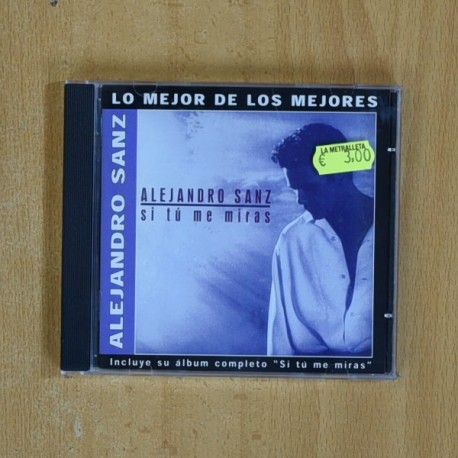 LO MEJOR DE LOS MEJORES
ALEJANDRO SANZ
LA METRALLETA
€ 3,00
ALEJANDRO SANZ
si tú me miras
Incluye su álbum completo "Si tú me miras"